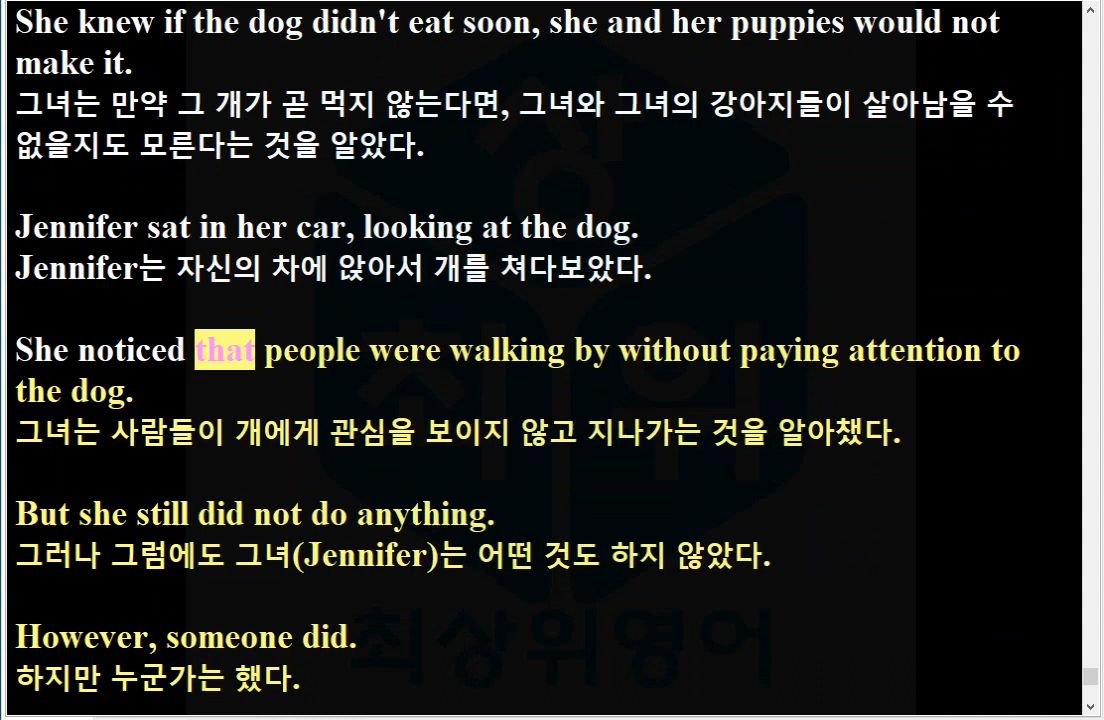 She knew if the dog didn't eat soon, she and her puppies would not
make it.
그녀는 만약 그 개가 곧 먹지 않는다면, 그녀와 그녀의 강아지들이 살아남을 수
없을지도 모른다는 것을 알았다.
Jennifer sat in her car, looking at the dog.
Jennifer는 자신의 차에 앉아서 개를 쳐다보았다.
She noticed that people were walking by without paying attention to
the dog.
그녀는 사람들이 개에게 관심을 보이지 않고 지나가는 것을 알아챘다.
But she still did not do anything.
그러나 그럼에도 그녀(Jennifer)는 어떤 것도 하지 않았다.
However, someone did.
하지만 누군가는 했다.
상
최 위
최상위영어